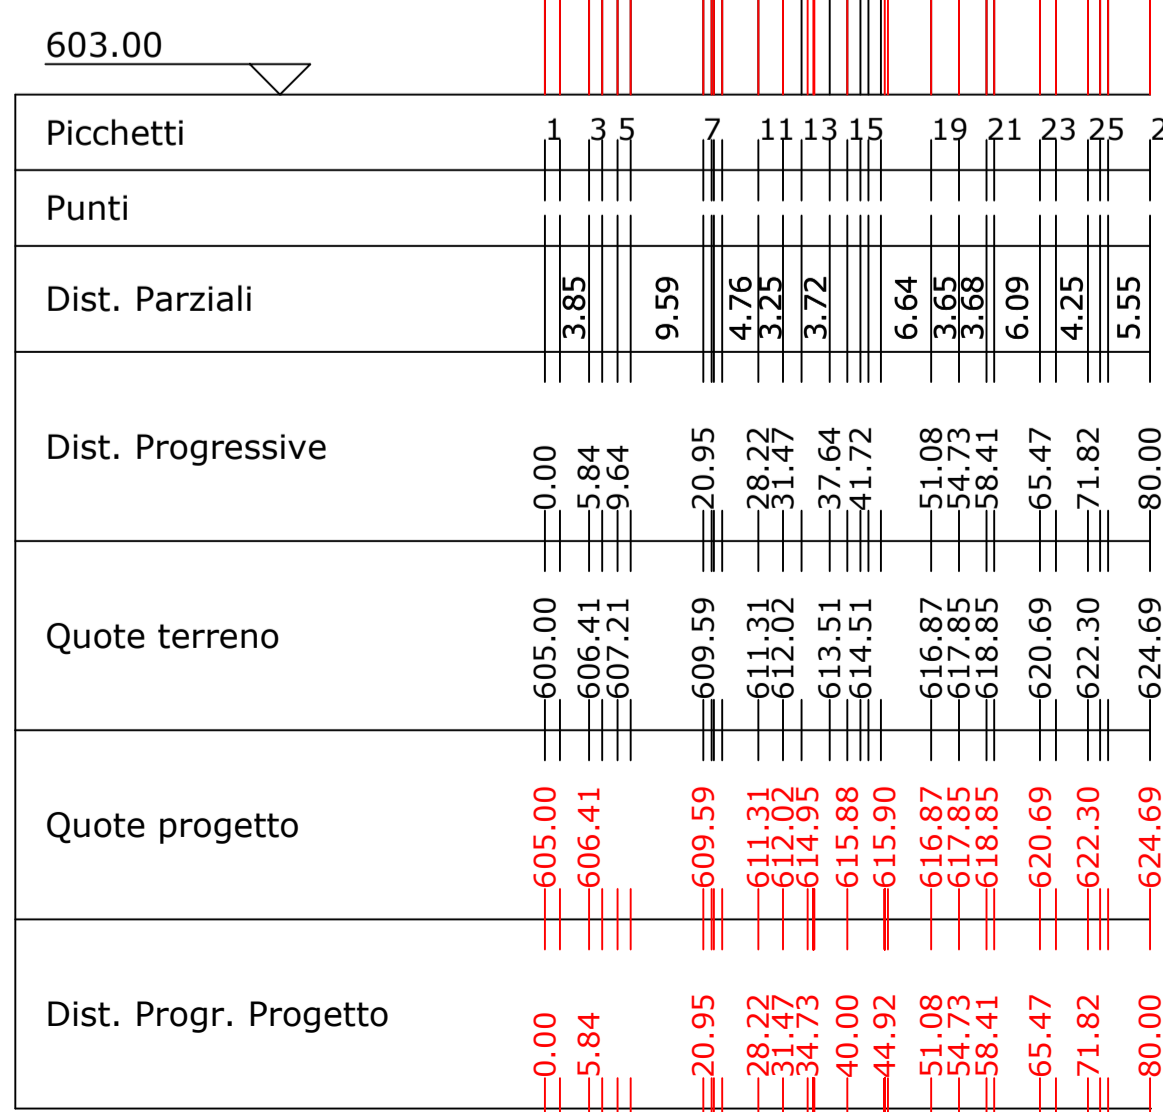 603.00
Picchetti 1 3 5 7 11 13 15 19 21 23 25
Punti
Dist. Parziali 3.85 9.59 4.76 3.25 3.72 6.64 3.65 3.68 6.09 4.25 5.55
Dist. Progressive 0.00 5.84 9.64 20.95 28.22 31.47 37.64 41.72 51.08 54.73 58.41 65.47 71.82 80.00
Quote terreno 605.00 606.41 607.21 609.59 611.31 612.02 613.51 614.51 616.87 617.85 618.85 620.69 622.30 624.69
Quote progetto 605.00 606.41 609.59 611.31 612.02 614.95 615.88 615.90 616.87 617.85 618.85 620.69 622.30 624.69
Dist. Progr. Progetto 0.00 5.84 20.95 28.22 31.47 34.73 40.00 44.92 51.08 54.73 58.41 65.47 71.82 80.00